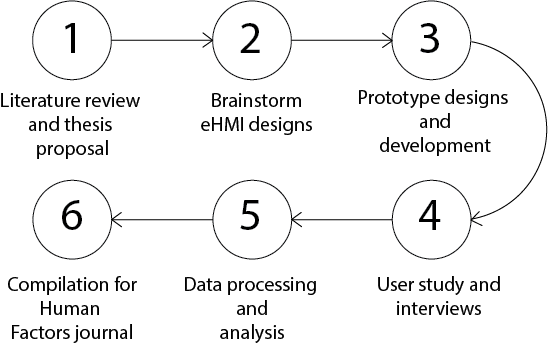 1
Literature review
and thesis
proposal
2
Brainstorm
eHMI designs
3
Prototype designs
and
development
4
User study and
interviews
5
Data processing
and
analysis
6
Compilation for
Human
Factors journal